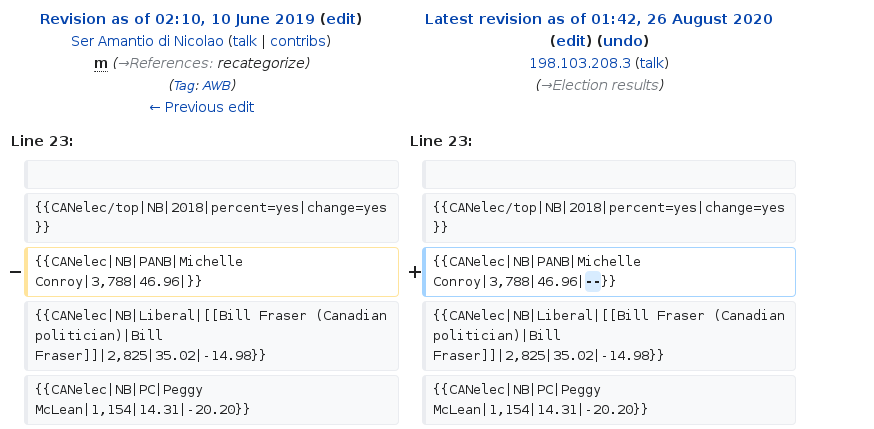 Revision as of 02:10, 10 June 2019 (edit)
Ser Amantio di Nicolao (talk | contribs)
m (→References: recategorize)
(Tag: AWB)
← Previous edit
Latest revision as of 01:42, 26 August 2020
(edit) (undo)
198.103.208.3 (talk)
(→Election results)
Line 23:
Line 23:
{{CANelec/top|NB|2018|percent=yes|change=yes
}}
{{CANelec/top|NB|2018|percent=yes|change=yes
}}
− {{CANelec|NB|PANB|Michelle
Conroy|3,788|46.96|}}
+ {{CANelec|NB|PANB|Michelle
Conroy|3,788|46.96|--}}
{{CANelec|NB|Liberal|[[Bill Fraser (Canadian
politician)|Bill
Fraser]]|2,825|35.02|-14.98}}
{{CANelec|NB|Liberal|[[Bill Fraser (Canadian
politician)|Bill
Fraser]]|2,825|35.02|-14.98}}
{{CANelec|NB|PC|Peggy
McLean|1,154|14.31|-20.20}}
{{CANelec|NB|PC|Peggy
McLean|1,154|14.31|-20.20}}